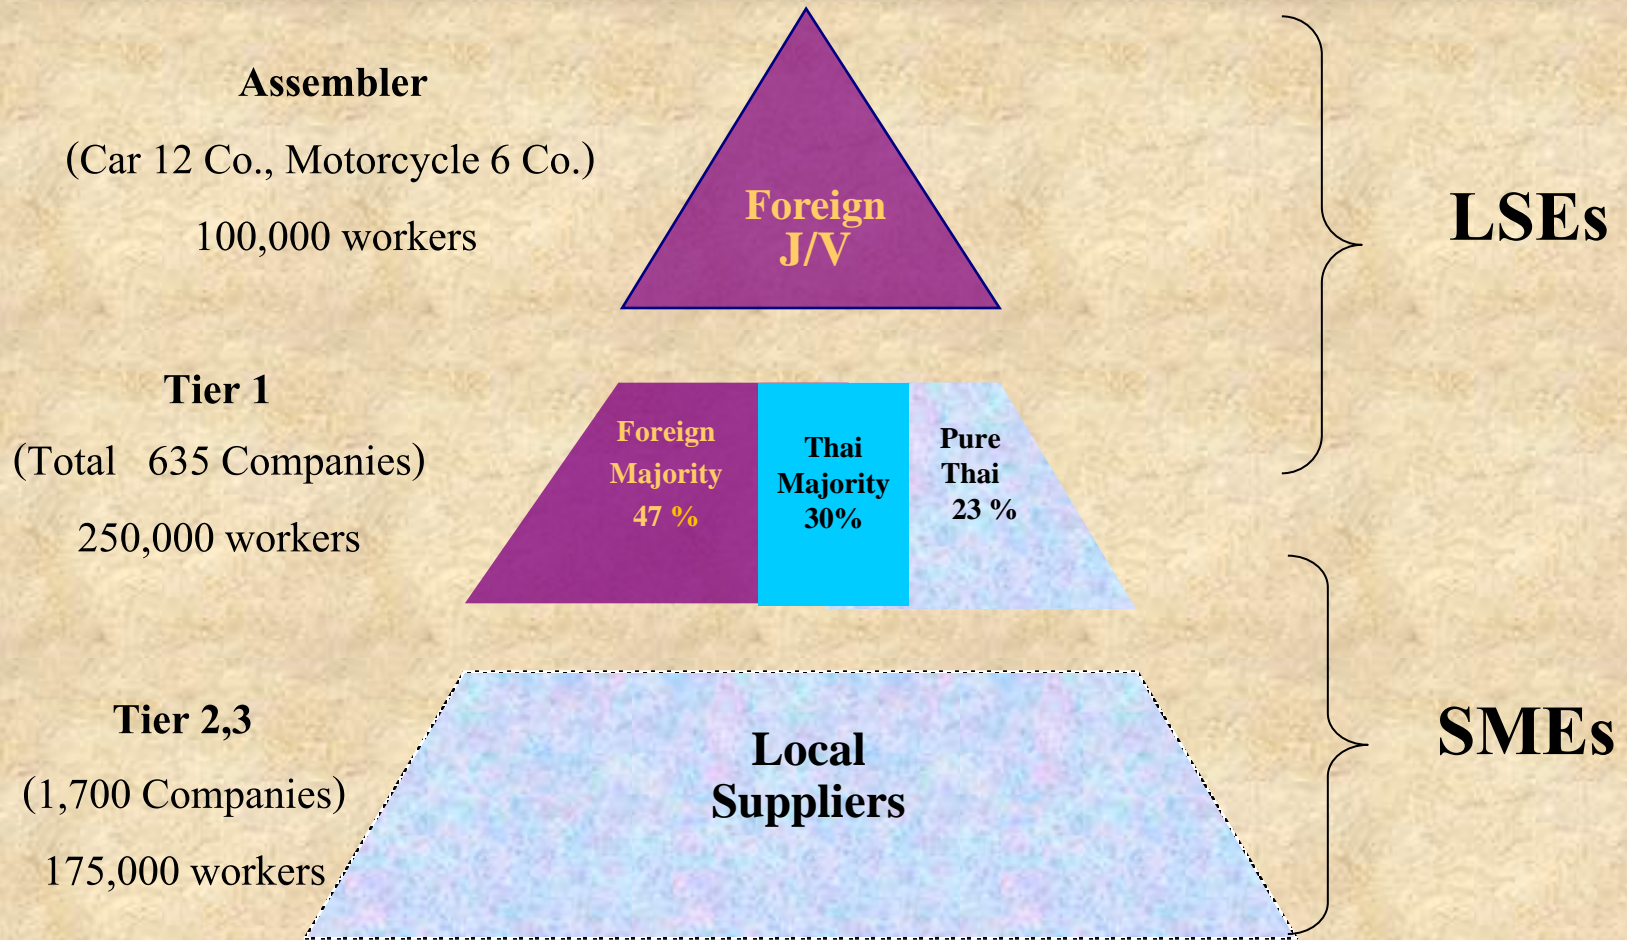 Assembler
(Car 12 Co., Motorcycle 6 Co.)
100,000 workers
Foreign
J/V
LSEs
Tier 1
(Total 635 Companies)
250,000 workers
Foreign
Majority
47 %
Thai
Majority
30%
Pure
Thai
23 %
Tier 2,3
(1,700 Companies)
175,000 workers
Local
Suppliers
SMEs